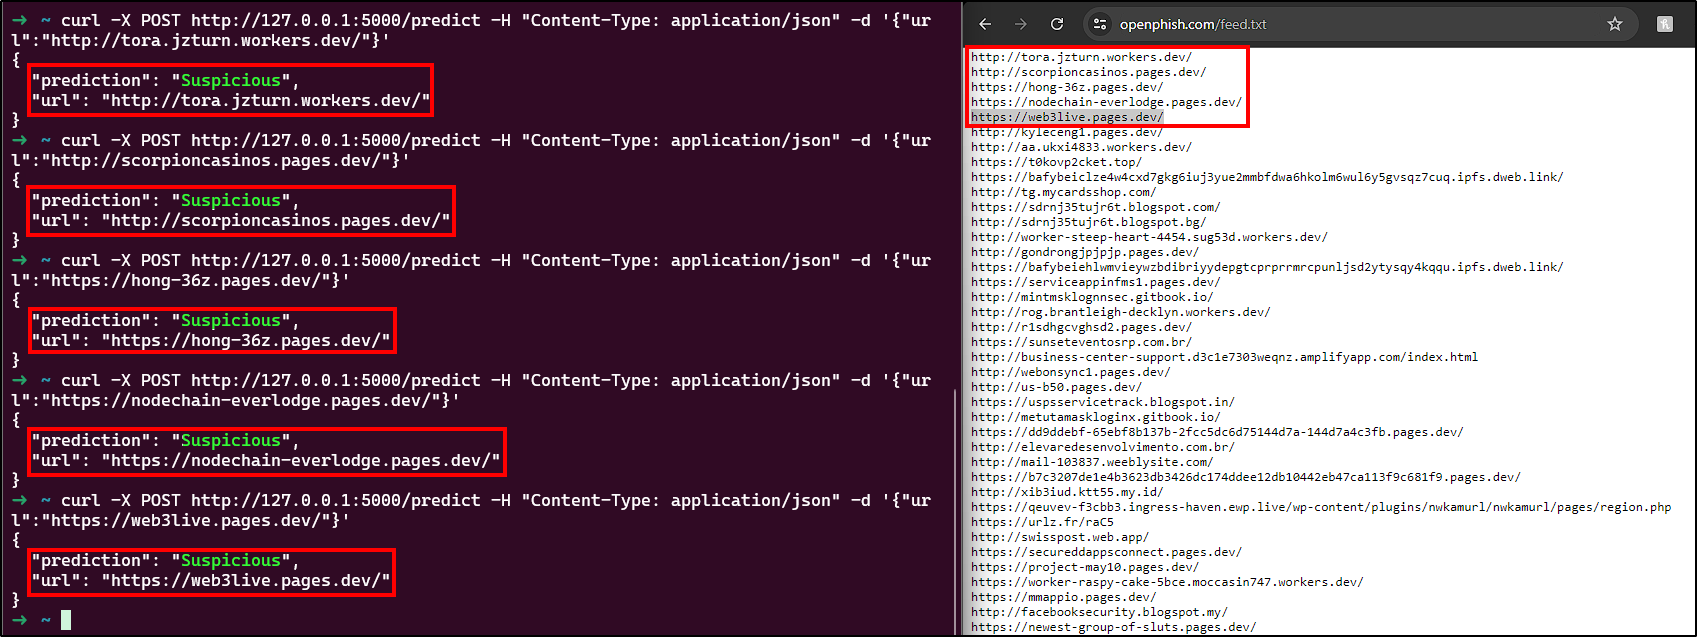 → ~ curl -X POST http://127.0.0.1:5000/predict -H "Content-Type: application/json" -d '{"ur
l":"http://tora.jzturn.workers.dev/"}'
{
"prediction": "Suspicious",
"url": "http://tora.jzturn.workers.dev/"
}
→ ~ curl -X POST http://127.0.0.1:5000/predict -H "Content-Type: application/json" -d '{"ur
l":"http://scorpioncasinos.pages.dev/"}'
{
"prediction": "Suspicious",
"url": "http://scorpioncasinos.pages.dev/"
}
→ ~ curl -X POST http://127.0.0.1:5000/predict -H "Content-Type: application/json" -d '{"ur
l":"https://hong-36z.pages.dev/"}'
{
"prediction": "Suspicious",
"url": "https://hong-36z.pages.dev/"
}
→ ~ curl -X POST http://127.0.0.1:5000/predict -H "Content-Type: application/json" -d '{"ur
l":"https://nodechain-everlodge.pages.dev/"}'
{
"prediction": "Suspicious",
"url": "https://nodechain-everlodge.pages.dev/"
}
→ ~ curl -X POST http://127.0.0.1:5000/predict -H "Content-Type: application/json" -d '{"ur
l":"https://web3live.pages.dev/"}'
{
"prediction": "Suspicious",
"url": "https://web3live.pages.dev/"
}
→ ~
openphish.com/feed.txt
http://tora.jzturn.workers.dev/
http://scorpioncasinos.pages.dev/
https://hong-36z.pages.dev/
https://nodechain-everlodge.pages.dev/
https://web3live.pages.dev/
http://kyleceng1.pages.dev/
http://aa.ukxi4833.workers.dev/
https://t0kovp2cket.top/
https://bafybeiclze4w4cxd7gkg6iuj3yue2mmbfdwa6hkolm6wul6y5gvsqz7cuq.ipfs.dweb.link/
http://tg.mycardsshop.com/
https://sdrnj35tujr6t.blogspot.com/
http://sdrnj35tujr6t.blogspot.bg/
http://worker-steep-heart-4454.sug53d.workers.dev/
http://gondrongjpjpjp.pages.dev/
https://bafybeiehlwmvieywzbdibriyydepgtcprprrmrcpunljsd2ytysqy4kqqu.ipfs.dweb.link/
https://serviceappinfms1.pages.dev/
http://mintmsklognnsec.gitbook.io/
http://rog.brantleigh-decklyn.workers.dev/
http://r1sdhgcvghsd2.pages.dev/
https://sunseteventosrp.com.br/
http://business-center-support.d3c1e7303weqnz.amplifyapp.com/index.html
http://webonsync1.pages.dev/
http://us-b50.pages.dev/
https://uspsservicetrack.blogspot.in/
http://metutamaskloginx.gitbook.io/
https://dd9ddebf-65ebf8b137b-2fcc5dc6d75144d7a-144d7a4c3fb.pages.dev/
http://elevaredesenvolvimento.com.br/
http://mail-103837.weeblysite.com/
https://b7c3207de1e4b3623db3426dc174ddee12db10442eb47ca113f9c681f9.pages.dev/
http://xib3iud.ktt55.my.id/
https://qeuvev-f3cbb3.ingress-haven.ewp.live/wp-content/plugins/nwkamurl/nwkamurl/pages/region.php
https://urlz.fr/raC5
http://swisspost.web.app/
https://secureddappsconnect.pages.dev/
https://project-may10.pages.dev/
https://worker-raspy-cake-5bce.moccasin747.workers.dev/
https://mmappio.pages.dev/
http://facebooksecurity.blogspot.my/
https://newest-group-of-sluts.pages.dev/